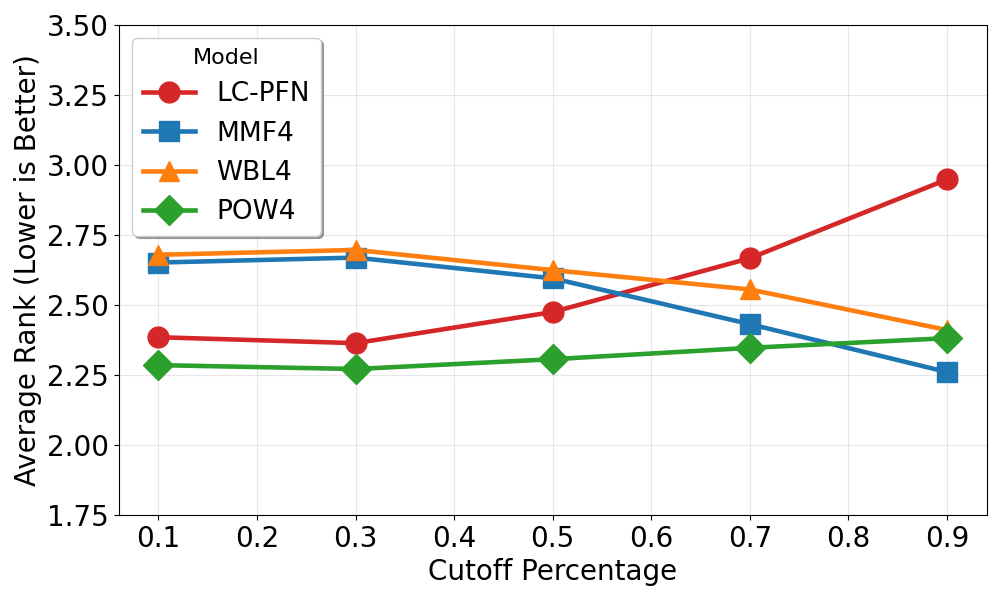 3.50
3.25
3.00
2.75
2.50
2.25
2.00
1.75
Average Rank (Lower is Better)
Model
LC-PFN
MMF4
WBL4
POW4
0.1 0.2 0.3 0.4 0.5 0.6 0.7 0.8 0.9
Cutoff Percentage